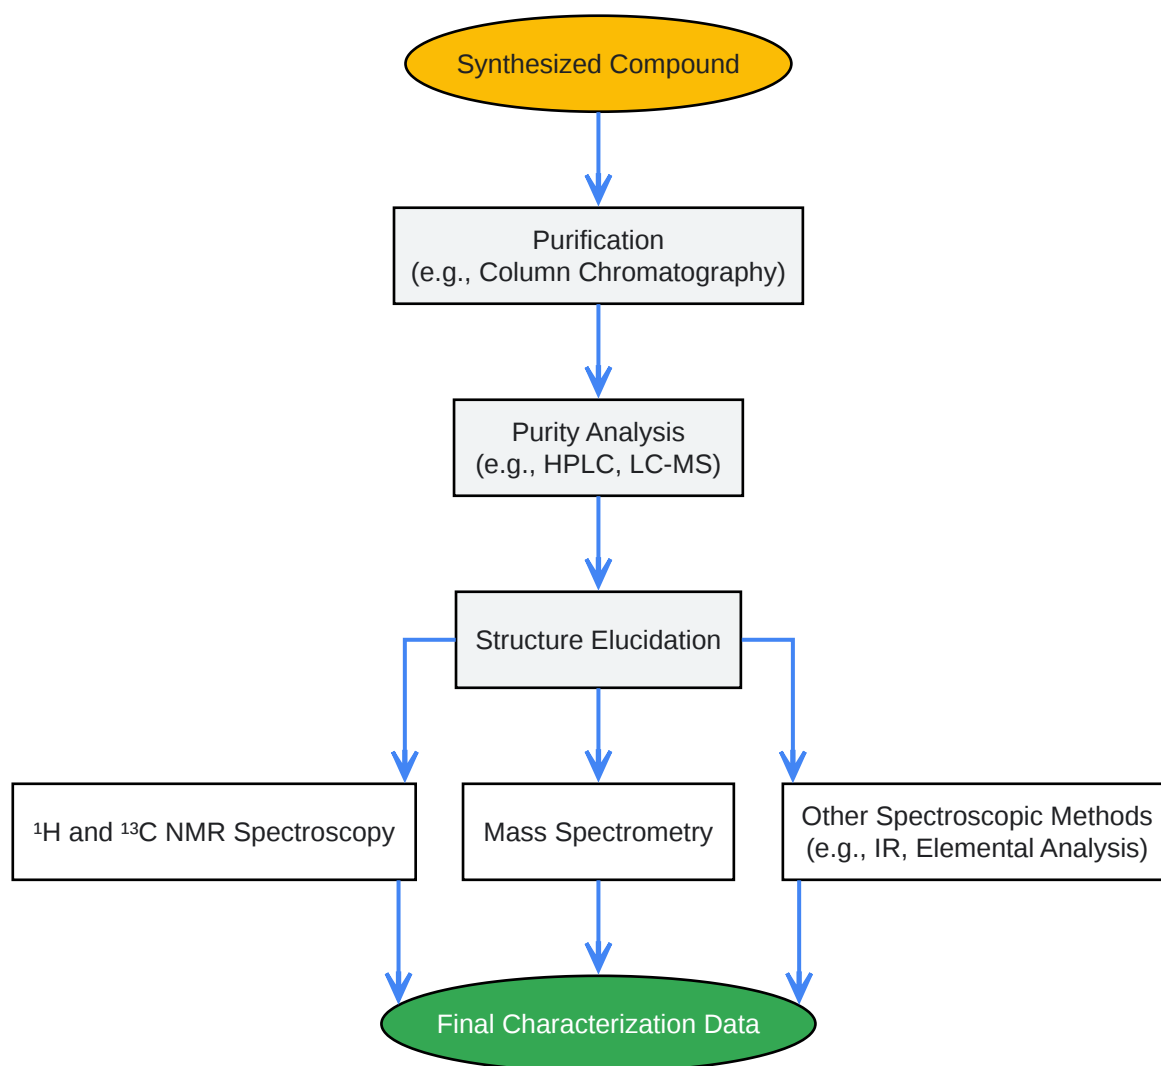 Synthesized Compound
Purification
(e.g., Column Chromatography)
Purity Analysis
(e.g., HPLC, LC-MS)
Structure Elucidation
¹H and ¹³C NMR Spectroscopy
Mass Spectrometry
Other Spectroscopic Methods
(e.g., IR, Elemental Analysis)
Final Characterization Data